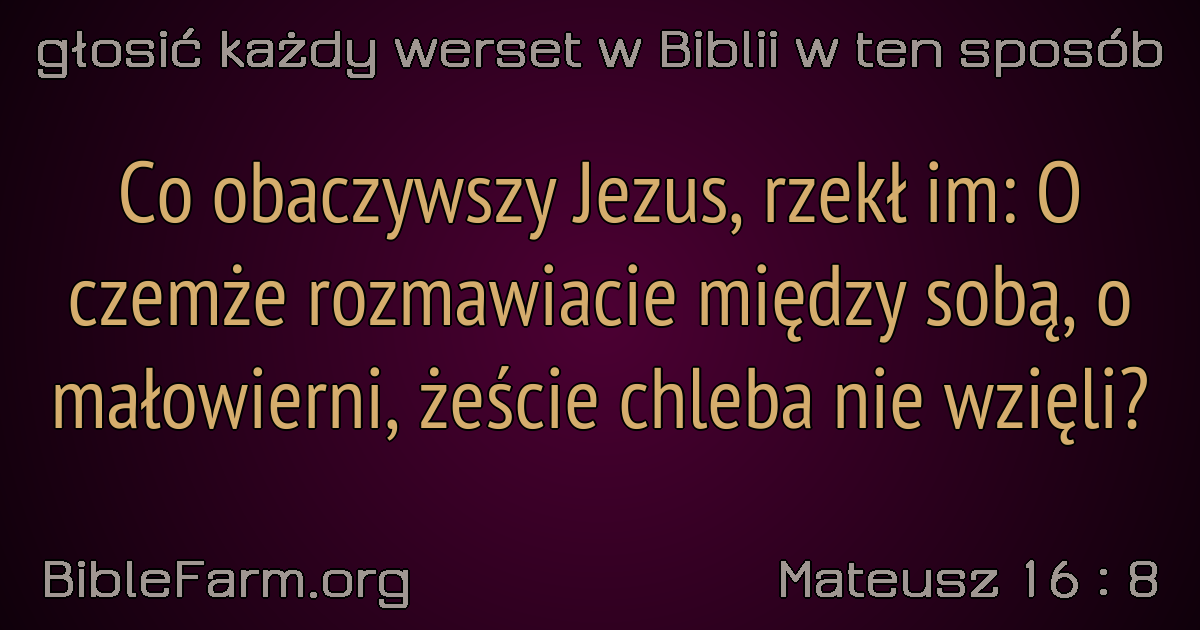 głosić każdy werset w Biblii w ten sposób
Co obaczywszy Jezus, rzekł im: O
czemże rozmawiacie między sobą, o
małowierni, żeście chleba nie wzięli?
BibleFarm.org
Mateusz 16 : 8